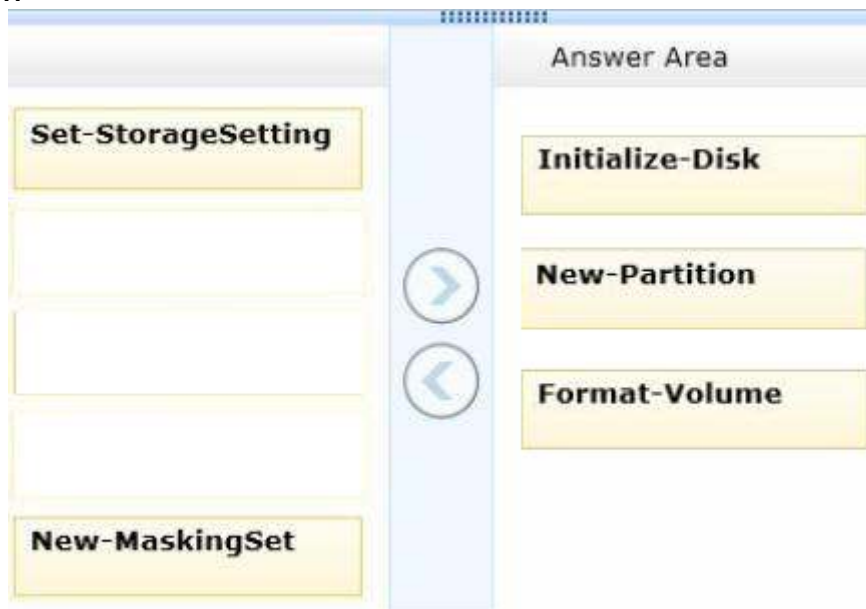 Answer Area
Set-StorageSetting
Initialize-Disk
New-Partition
Format-Volume
New-MaskingSet